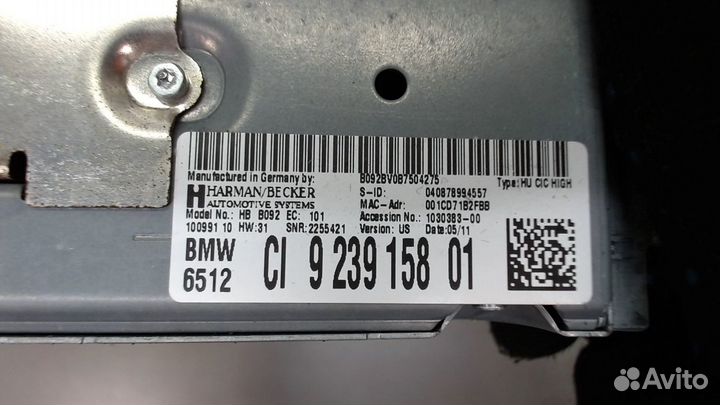 Manufactured in Germany by: B092BV0B7504275 Type: HU CIC HIGH
HARMAN/BECKER S-ID: 040878994557
AUTOMOTIVE SYSTEMS MAC-Adr: 001CD71B2FBB
Model No.: HB B092 EC: 101 Accession No.: 1030383-00
100991 10 HW: 31 SNR: 2255421 Version: US Date: 05/11
BMW
6512 CI 9 239 158 01
Avito